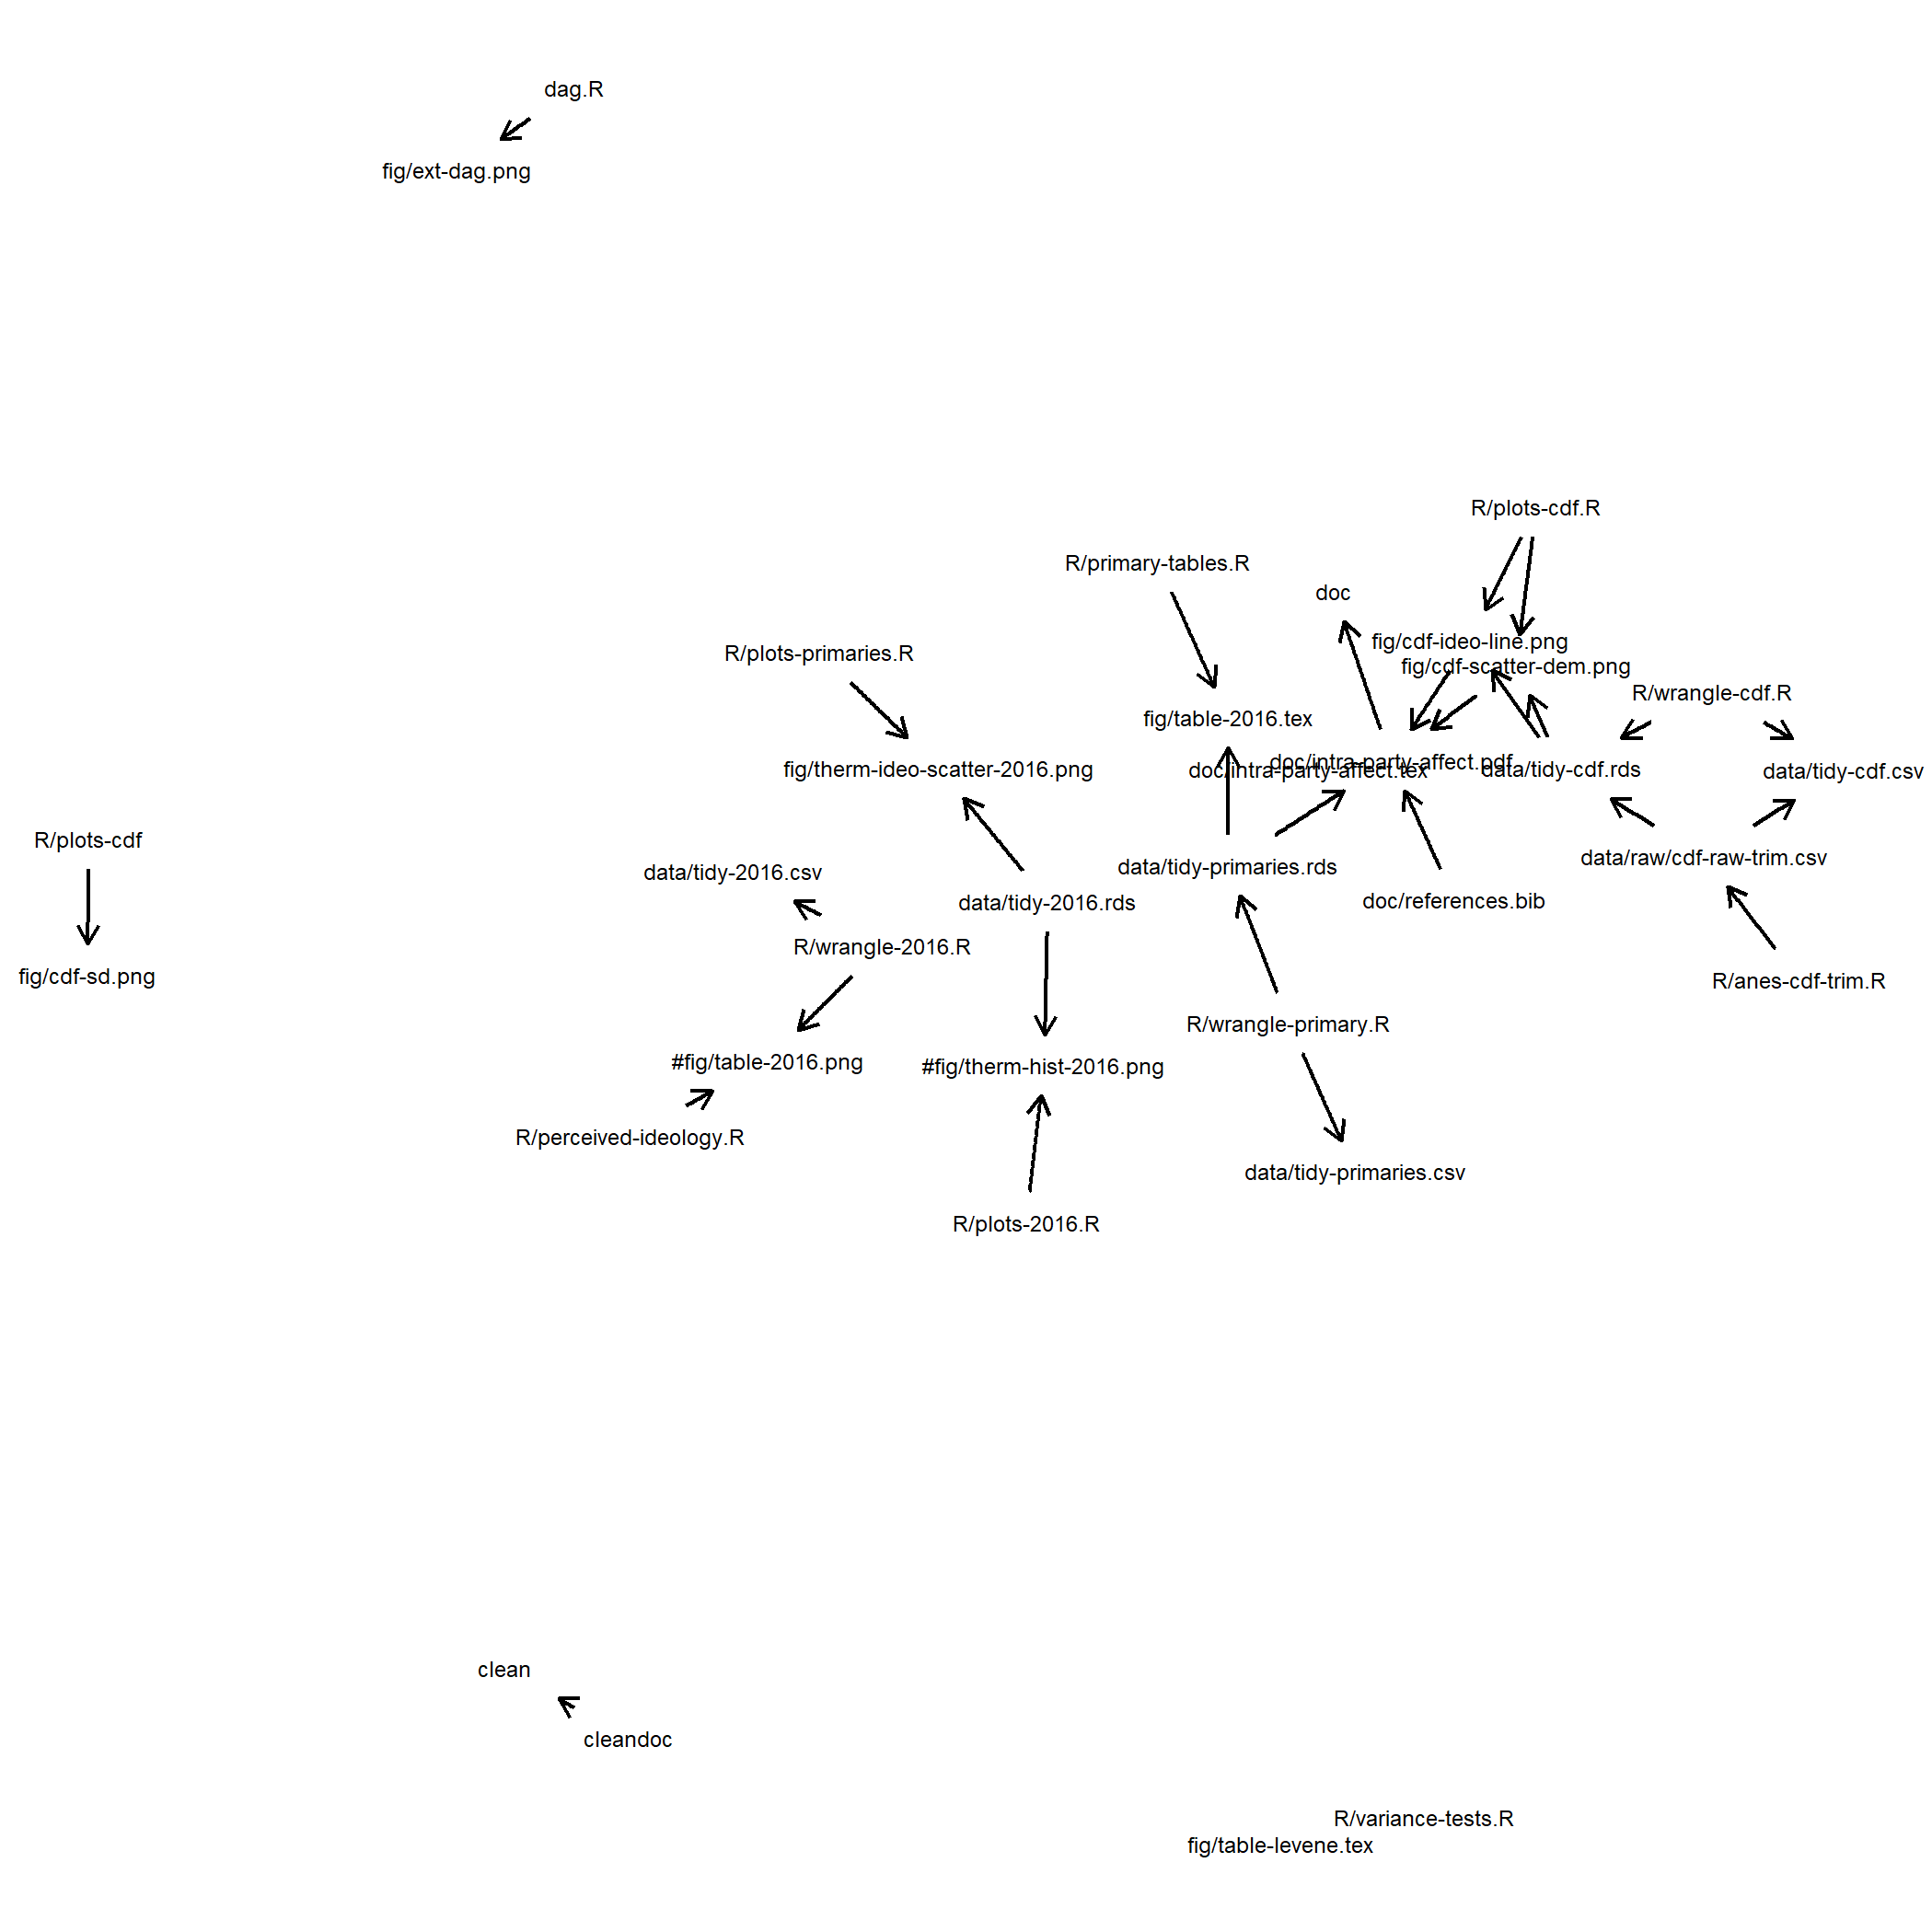 dag.R
fig/ext-dag.png
R/plots-cdf.R
R/primary-tables.R
doc
fig/cdf-ideo-line.png
R/plots-primaries.R
fig/cdf-scatter-dem.png
R/wrangle-cdf.R
fig/table-2016.tex
doc/intra-party-affect.pdf
fig/therm-ideo-scatter-2016.png
doc/intra-party-affect.tex
data/tidy-cdf.rds
data/tidy-cdf.csv
R/plots-cdf
data/raw/cdf-raw-trim.csv
data/tidy-primaries.rds
data/tidy-2016.csv
doc/references.bib
data/tidy-2016.rds
R/wrangle-2016.R
fig/cdf-sd.png
R/anes-cdf-trim.R
R/wrangle-primary.R
#fig/table-2016.png
#fig/therm-hist-2016.png
R/perceived-ideology.R
data/tidy-primaries.csv
R/plots-2016.R
clean
cleandoc
R/variance-tests.R
fig/table-levene.tex